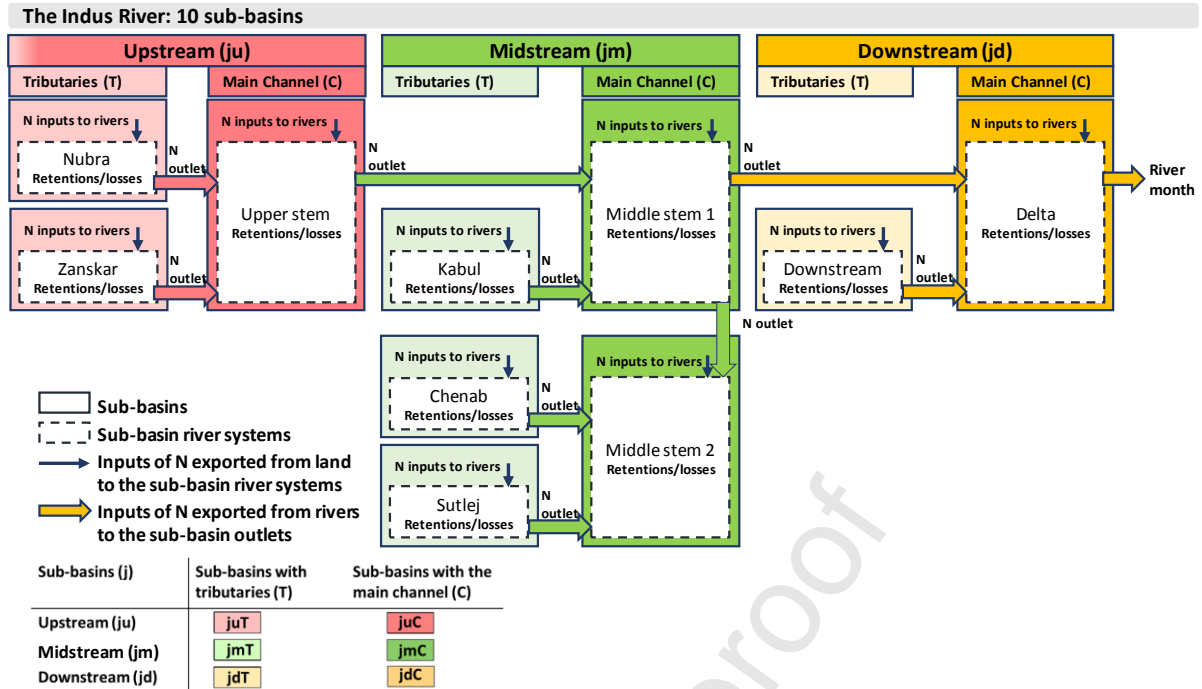 The Indus River: 10 sub-basins
Upstream (ju)
Tributaries (T)
Main Channel (C)
N inputs to rivers
Nubra
Retentions/losses
N
outlet
N inputs to rivers
Zanskar
Retentions/losses
N
outlet
N inputs to rivers
Upper stem
Retentions/losses
N
outlet
Midstream (jm)
Tributaries (T)
Main Channel (C)
N inputs to rivers
Kabul
Retentions/losses
N
outlet
N inputs to rivers
Middle stem 1
Retentions/losses
N
outlet
N outlet
N inputs to rivers
Chenab
Retentions/losses
N
outlet
N inputs to rivers
Sutlej
Retentions/losses
N
outlet
N inputs to rivers
Middle stem 2
Retentions/losses
Downstream (jd)
Tributaries (T)
Main Channel (C)
N inputs to rivers
Downstream
Retentions/losses
N
outlet
N inputs to rivers
Delta
Retentions/losses
River
month
Sub-basins
Sub-basin river systems
Inputs of N exported from land
to the sub-basin river systems
Inputs of N exported from rivers
to the sub-basin outlets
Sub-basins (j)
Sub-basins with
tributaries (T)
Sub-basins with the
main channel (C)
Upstream (ju)
juT
juC
Midstream (jm)
jmT
jmC
Downstream (jd)
jdT
jdC
proof